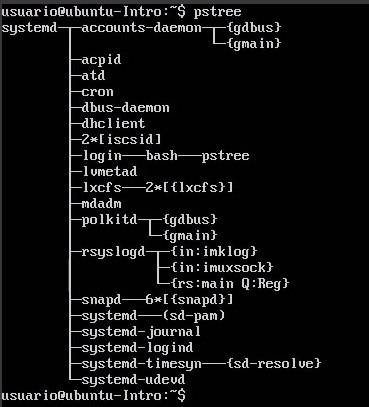 usuario@ubuntu-Intro:~$ pstree
systemd─┬─accounts-daemon─┬─{gdbus}
        │                 └─{gmain}
        ├─acpid
        ├─atd
        ├─cron
        ├─dbus-daemon
        ├─dhclient
        ├─2*[iscsid]
        ├─login───bash───pstree
        ├─lvmetad
        ├─lxcfs───2*[{lxcfs}]
        ├─mdadm
        ├─polkitd─┬─{gdbus}
        │         └─{gmain}
        ├─rsyslogd─┬─{in:imklog}
        │          ├─{in:imuxsock}
        │          └─{rs:main Q:Reg}
        ├─snapd───6*[{snapd}]
        ├─systemd───(sd-pam)
        ├─systemd-journal
        ├─systemd-logind
        ├─systemd-timesyn───{sd-resolve}
        └─systemd-udevd
usuario@ubuntu-Intro:~$